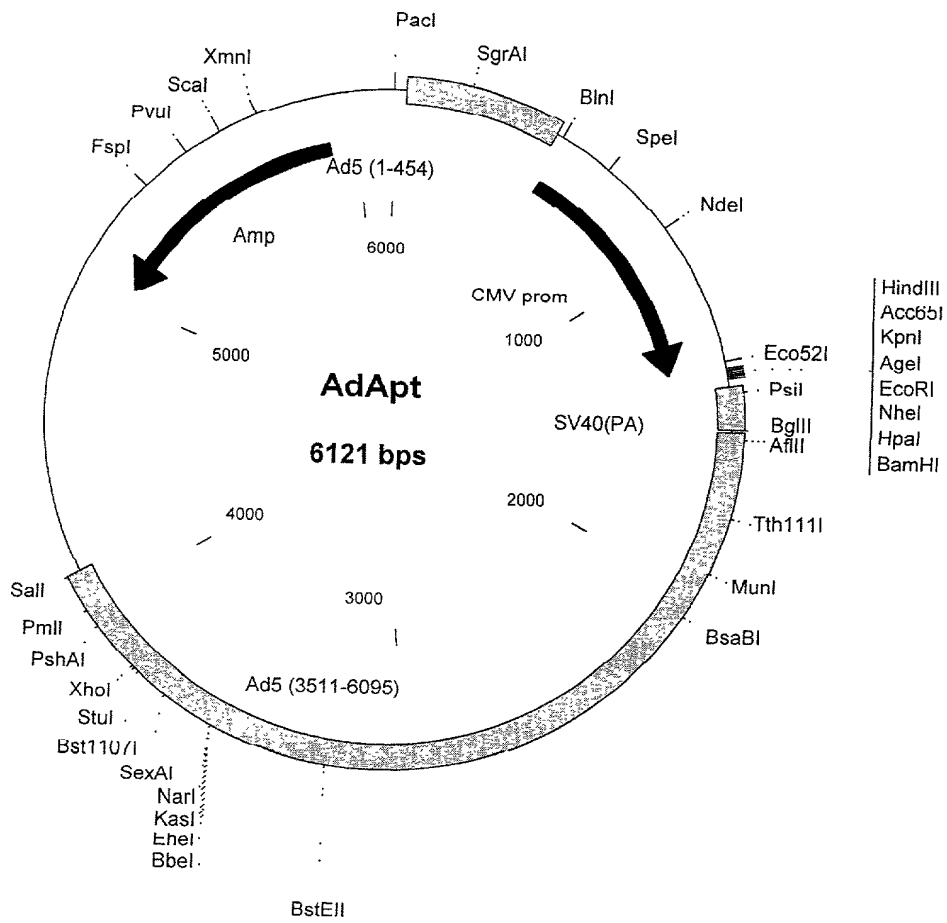 PacI
SgrAI
BlnI
SpeI
NdeI
HindIII
Acc65I
KpnI
AgeI
EcoRI
NheI
HpaI
BamHI
Eco52I
PsiI
BglII
AflII
Tth111I
MunI
BsaBI
BstEII
BbeI
EheI
KasI
NarI
SexAI
Bst1107I
StuI
XhoI
PshAI
PmlI
SalI
FspI
PvuI
ScaI
XmnI
Ad5 (1-454)
Amp
6000
CMV prom
1000
5000
AdApt
6121 bps
SV40(PA)
2000
4000
3000
Ad5 (3511-6095)